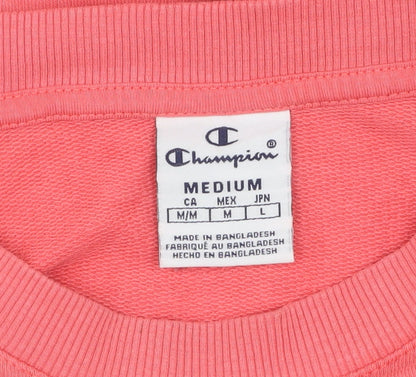 Champion®
MEDIUM
CA MEX JPN
M/M M L
MADE IN BANGLADESH
FABRIQUÉ AU BANGLADESH
HECHO EN BANGLADESH